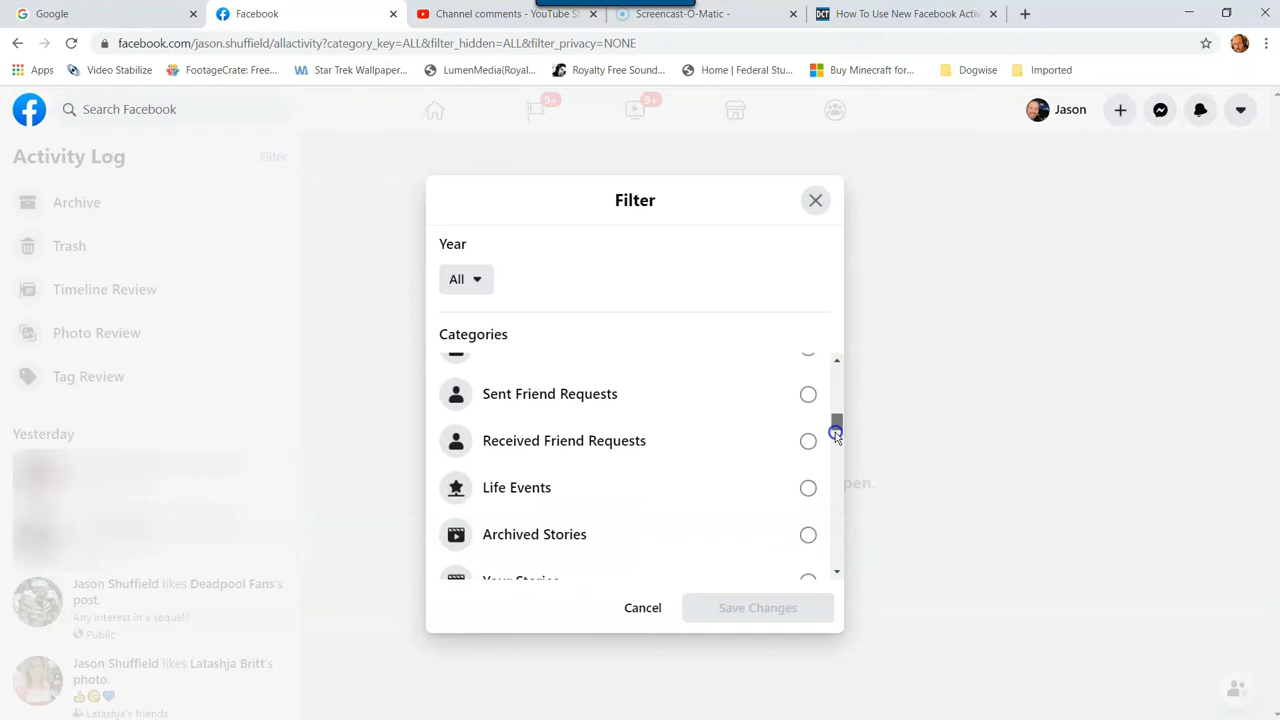 Google
Facebook
Channel comments - YouTube St
Screencast-O-Matic -
How To Use New Facebook Activ
facebook.com/jason.shuffield/allactivity?category_key=ALL&filter_hidden=ALL&filter_privacy=NONE
Apps
Video Stabilize
FootageCrate: Free...
Star Trek Wallpaper...
LumenMedia(Royal...
Royalty Free Sound...
Home | Federal Stu...
Buy Minecraft for...
Dogwise
Imported
Search Facebook
9+
9+
Jason
Activity Log
Filter
Archive
Trash
Timeline Review
Photo Review
Tag Review
Yesterday
Jason Shuffield likes Deadpool Fans's
post.
Any interest in a sequel?
Public
Jason Shuffield likes Latashja Britt's
photo.
Latashja's friends
Filter
Year
All
Categories
Sent Friend Requests
Received Friend Requests
Life Events
Archived Stories
Your Stories
Cancel
Save Changes
pen.